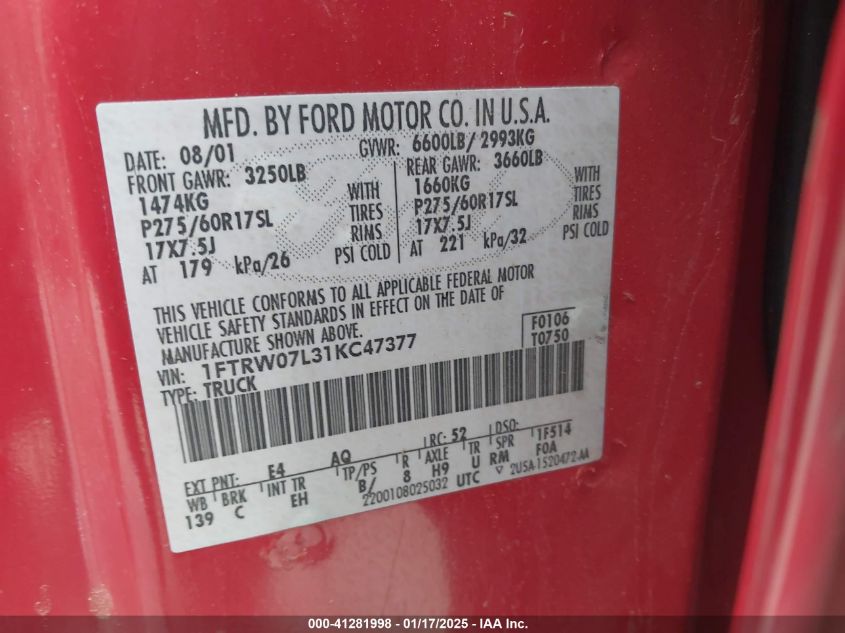 MFD. BY FORD MOTOR CO. IN U.S.A.
DATE: 08/01 GVWR: 6600LB/ 2993KG
FRONT GAWR: 3250LB REAR GAWR: 3660LB
1474KG WITH 1660KG WITH
P275/60R17SL TIRES P275/60R17SL TIRES
17X7.5J RIMS 17X7.5J RIMS
AT 179 kPa/26 PSI COLD AT 221 kPa/32 PSI COLD
THIS VEHICLE CONFORMS TO ALL APPLICABLE FEDERAL MOTOR
VEHICLE SAFETY STANDARDS IN EFFECT ON THE DATE OF
MANUFACTURE SHOWN ABOVE.
F0106
VIN: 1FTRW07L31KC47377 T0750
TYPE: TRUCK
EXT PNT: E4 AQ RC: 52 DSO:
WB BRK INT TR TP/PS R AXLE TR SPR 1F514
139 C EH B/ 8 H9 U RM FOA
2200108025032 UTC ▽ 2USA-1520472-AA
000-41281998 - 01/17/2025 - IAA Inc.